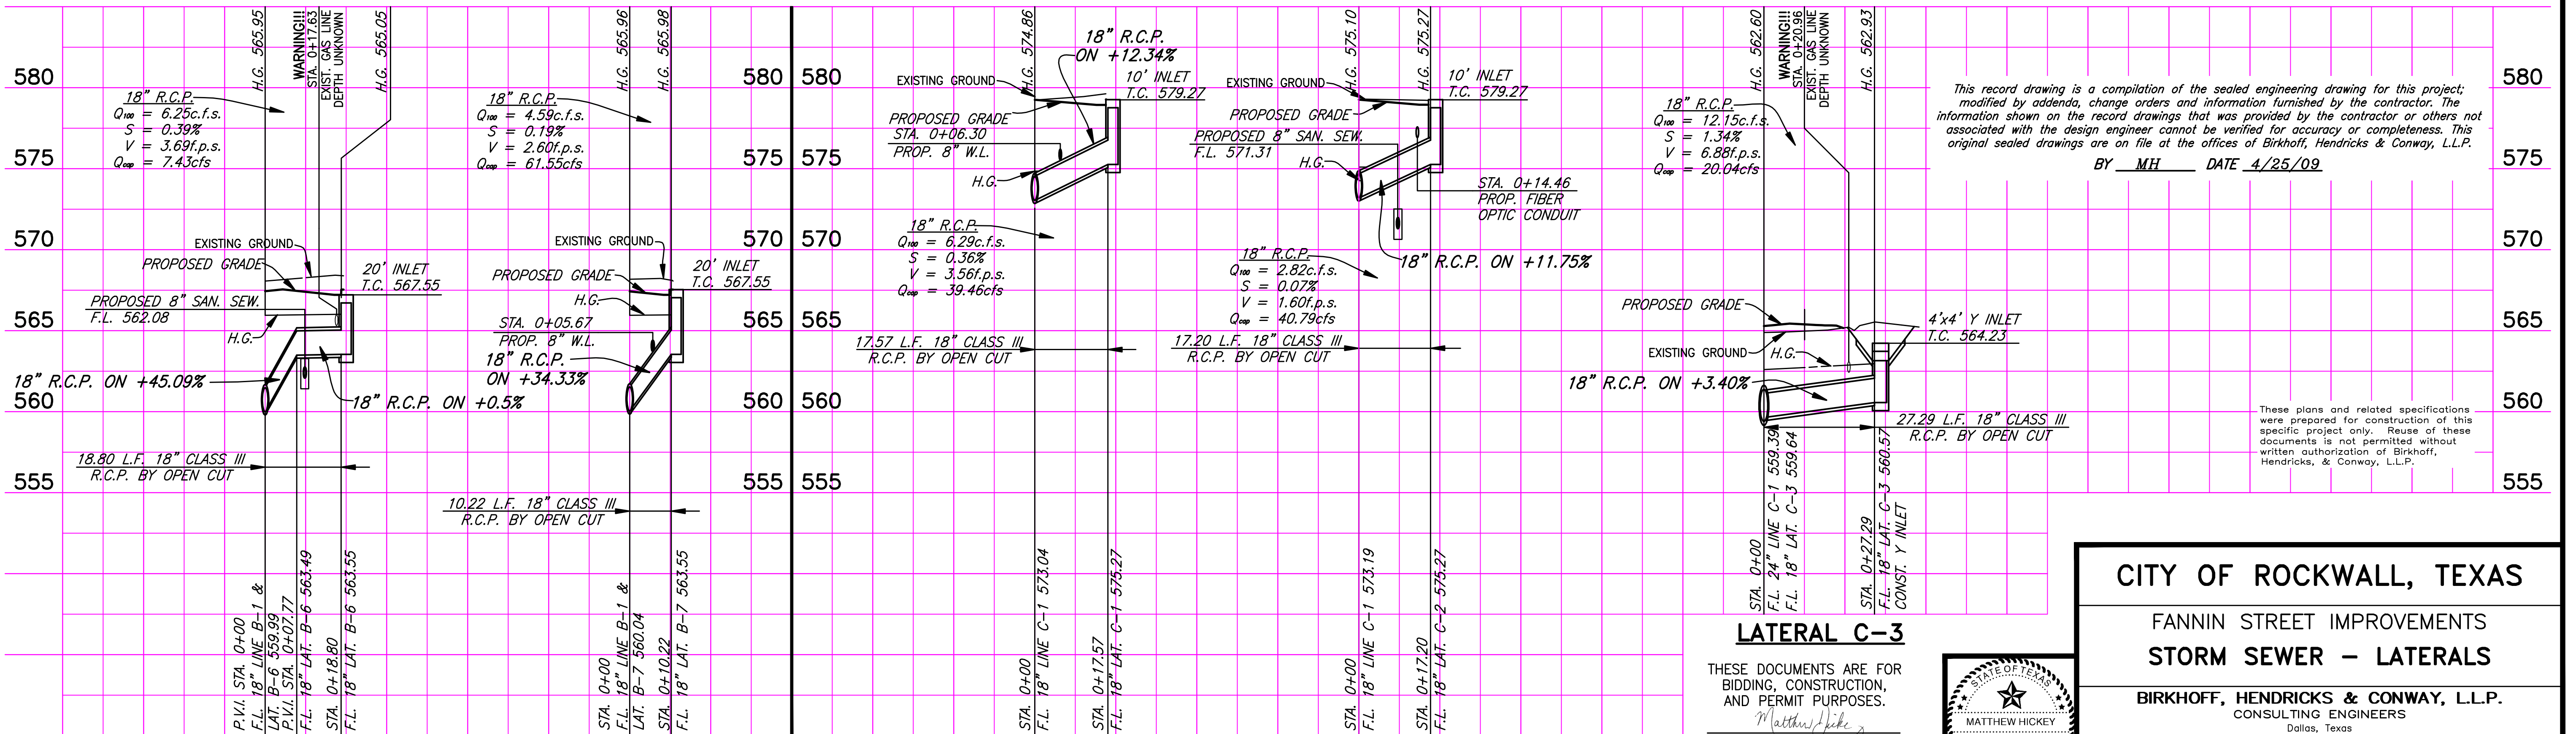 580
575
570
565
560
555
H.G. 565.95
WARNING!!!
STA. 0+17.63
EXIST. GAS LINE
DEPTH UNKNOWN
H.G. 565.05
18" R.C.P.
Q100 = 6.25c.f.s.
S = 0.39%
V = 3.69f.p.s.
Qcap = 7.43cfs
EXISTING GROUND
PROPOSED GRADE
20' INLET
T.C. 567.55
PROPOSED 8" SAN. SEW.
F.L. 562.08
H.G.
18" R.C.P. ON +45.09%
18" R.C.P. ON +0.5%
18.80 L.F. 18" CLASS III
R.C.P. BY OPEN CUT
P.V.I. STA. 0+00
F.L. 18" LINE B-1 &
LAT. B-6 559.99
P.V.I. STA. 0+07.77
F.L. 18" LAT. B-6 563.49
STA. 0+18.80
F.L. 18" LAT. B-6 563.55
H.G. 565.96
H.G. 565.98
18" R.C.P.
Q100 = 4.59c.f.s.
S = 0.19%
V = 2.60f.p.s.
Qcap = 61.55cfs
EXISTING GROUND
PROPOSED GRADE
20' INLET
T.C. 567.55
H.G.
STA. 0+05.67
PROP. 8" W.L.
18" R.C.P.
ON +34.33%
10.22 L.F. 18" CLASS III
R.C.P. BY OPEN CUT
STA. 0+00
F.L. 18" LINE B-1 &
LAT. B-7 560.04
STA. 0+10.22
F.L. 18" LAT. B-7 563.55
580 580
575 575
570 570
565 565
560 560
555 555
H.G. 574.86
18" R.C.P.
ON +12.34%
EXISTING GROUND
10' INLET
T.C. 579.27
PROPOSED GRADE
STA. 0+06.30
PROP. 8" W.L.
H.G.
18" R.C.P.
Q100 = 6.29c.f.s.
S = 0.36%
V = 3.56f.p.s.
Qcap = 39.46cfs
17.57 L.F. 18" CLASS III
R.C.P. BY OPEN CUT
STA. 0+00
F.L. 18" LINE C-1 573.04
STA. 0+17.57
F.L. 18" LAT. C-1 575.27
H.G. 575.10
H.G. 575.27
EXISTING GROUND
10' INLET
T.C. 579.27
PROPOSED GRADE
PROPOSED 8" SAN. SEW.
F.L. 571.31
H.G.
STA. 0+14.46
PROP. FIBER
OPTIC CONDUIT
18" R.C.P. ON +11.75%
18" R.C.P.
Q100 = 2.82c.f.s.
S = 0.07%
V = 1.60f.p.s.
Qcap = 40.79cfs
17.20 L.F. 18" CLASS III
R.C.P. BY OPEN CUT
STA. 0+00
F.L. 18" LINE C-1 573.19
STA. 0+17.20
F.L. 18" LAT. C-2 575.27
H.G. 562.60
WARNING!!!
STA. 0+20.96
EXIST. GAS LINE
DEPTH UNKNOWN
H.G. 562.93
18" R.C.P.
Q100 = 12.15c.f.s.
S = 1.34%
V = 6.88f.p.s.
Qcap = 20.04cfs
PROPOSED GRADE
4'x4' Y INLET
T.C. 564.23
EXISTING GROUND
H.G.
18" R.C.P. ON +3.40%
27.29 L.F. 18" CLASS III
R.C.P. BY OPEN CUT
STA. 0+00
F.L. 24" LINE C-1 559.39
F.L. 18" LAT. C-3 559.64
STA. 0+27.29
F.L. 18" LAT. C-3 560.57
CONST. Y INLET
LATERAL C-3
580
575
570
565
560
555
This record drawing is a compilation of the sealed engineering drawing for this project;
modified by addenda, change orders and information furnished by the contractor. The
information shown on the record drawings that was provided by the contractor or others not
associated with the design engineer cannot be verified for accuracy or completeness. This
original sealed drawings are on file at the offices of Birkhoff, Hendricks & Conway, L.L.P.
BY MH DATE 4/25/09
These plans and related specifications
were prepared for construction of this
specific project only. Reuse of these
documents is not permitted without
written authorization of Birkhoff,
Hendricks, & Conway, L.L.P.
THESE DOCUMENTS ARE FOR
BIDDING, CONSTRUCTION,
AND PERMIT PURPOSES.
Matthew Hickey
STATE OF TEXAS
MATTHEW HICKEY
CITY OF ROCKWALL, TEXAS
FANNIN STREET IMPROVEMENTS
STORM SEWER - LATERALS
BIRKHOFF, HENDRICKS & CONWAY, L.L.P.
CONSULTING ENGINEERS
Dallas, Texas